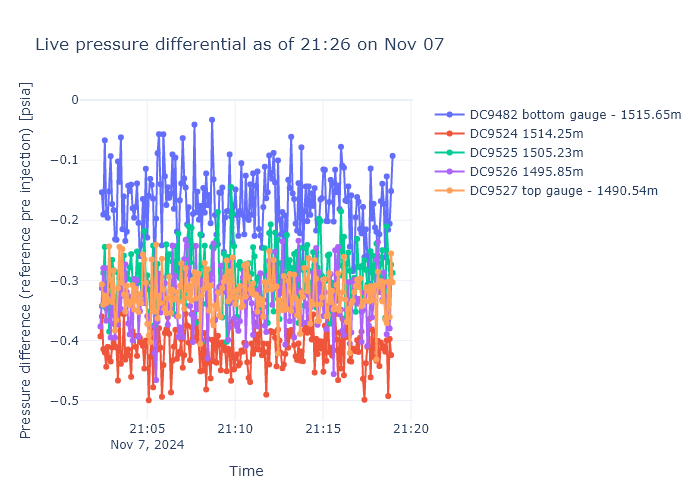 Live pressure differential as of 21:26 on Nov 07
Pressure difference (reference pre injection) [psia]
0
−0.1
−0.2
−0.3
−0.4
−0.5
21:05
21:10
21:15
21:20
Nov 7, 2024
Time
DC9482 bottom gauge - 1515.65m
DC9524 1514.25m
DC9525 1505.23m
DC9526 1495.85m
DC9527 top gauge - 1490.54m